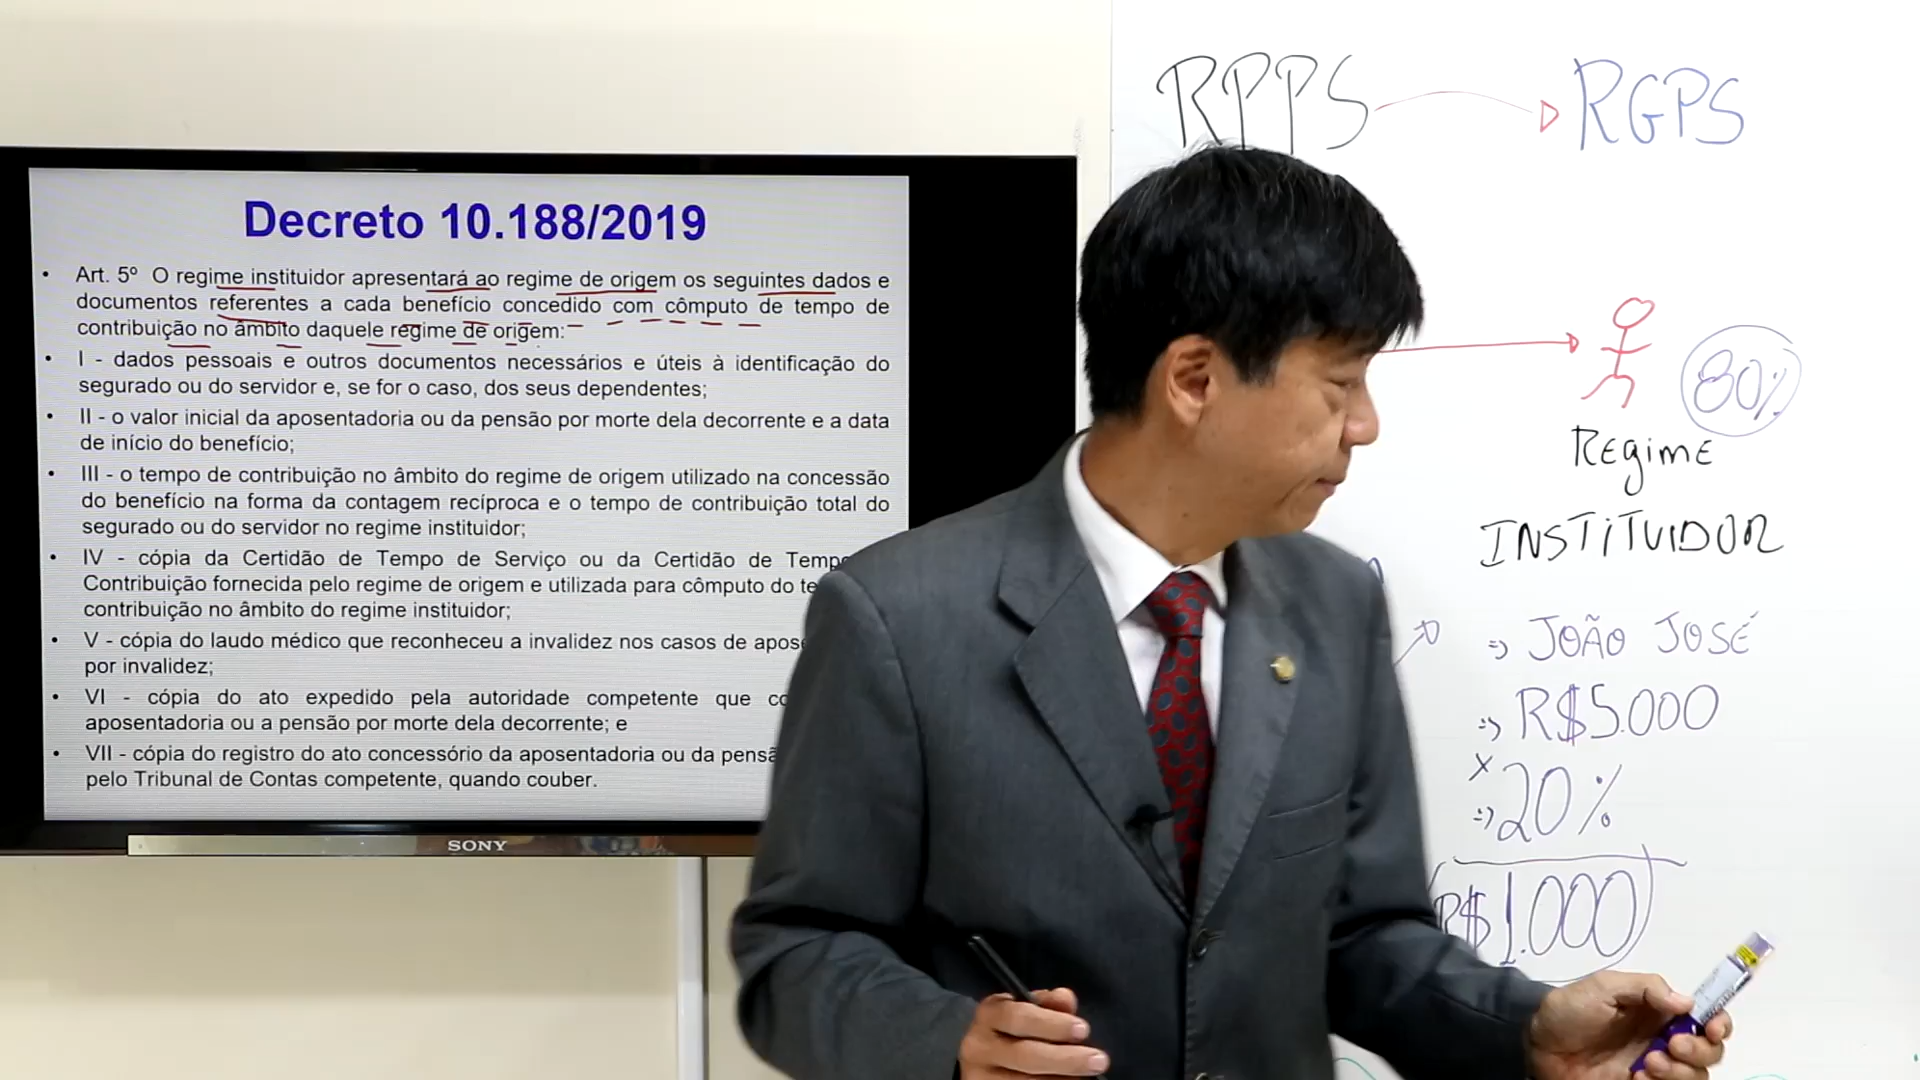 Decreto 10.188/2019
• Art. 5º O regime instituidor apresentará ao regime de origem os seguintes dados e
documentos referentes a cada benefício concedido com cômputo de tempo de
contribuição no âmbito daquele regime de origem:
• I - dados pessoais e outros documentos necessários e úteis à identificação do
segurado ou do servidor e, se for o caso, dos seus dependentes;
• II - o valor inicial da aposentadoria ou da pensão por morte dela decorrente e a data
de início do benefício;
• III - o tempo de contribuição no âmbito do regime de origem utilizado na concessão
do benefício na forma da contagem recíproca e o tempo de contribuição total do
segurado ou do servidor no regime instituidor;
• IV - cópia da Certidão de Tempo de Serviço ou da Certidão de Temp
Contribuição fornecida pelo regime de origem e utilizada para cômputo do te
contribuição no âmbito do regime instituidor;
• V - cópia do laudo médico que reconheceu a invalidez nos casos de apose
por invalidez;
• VI - cópia do ato expedido pela autoridade competente que co
aposentadoria ou a pensão por morte dela decorrente; e
• VII - cópia do registro do ato concessório da aposentadoria ou da pensã
pelo Tribunal de Contas competente, quando couber.
SONY
RPPS RGPS
80%
REGIME
INSTITUIDOR
=> JOÃO JOSÉ
=> R$5.000
x
=> 20%
R$1.000